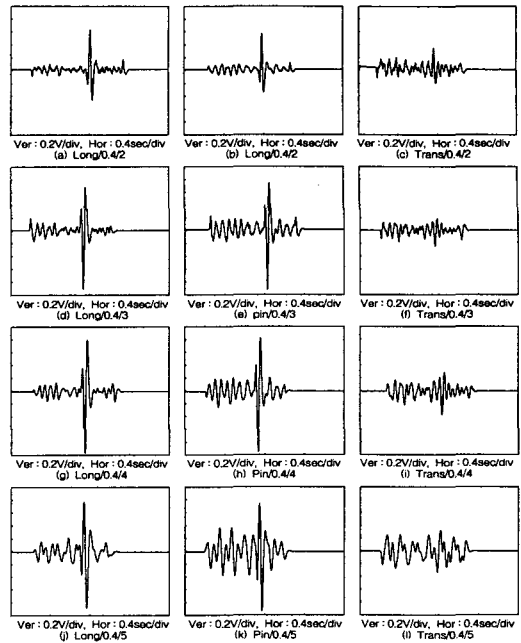 Ver : 0.2V/div, Hor : 0.4sec/div
(a) Long/0.4/2
Ver : 0.2V/div, Hor : 0.4sec/div
(b) Long/0.4/2
Ver : 0.2V/div, Hor : 0.4sec/div
(c) Trans/0.4/2
Ver : 0.2V/div, Hor : 0.4sec/div
(d) Long/0.4/3
Ver : 0.2V/div, Hor : 0.4sec/div
(e) pin/0.4/3
Ver : 0.2V/div, Hor : 0.4sec/div
(f) Trans/0.4/3
Ver : 0.2V/div, Hor : 0.4sec/div
(g) Long/0.4/4
Ver : 0.2V/div, Hor : 0.4sec/div
(h) Pin/0.4/4
Ver : 0.2V/div, Hor : 0.4sec/div
(i) Trans/0.4/4
Ver : 0.2V/div, Hor : 0.4sec/div
(j) Long/0.4/5
Ver : 0.2V/div, Hor : 0.4sec/div
(k) Pin/0.4/5
Ver : 0.2V/div, Hor : 0.4sec/div
(l) Trans/0.4/5